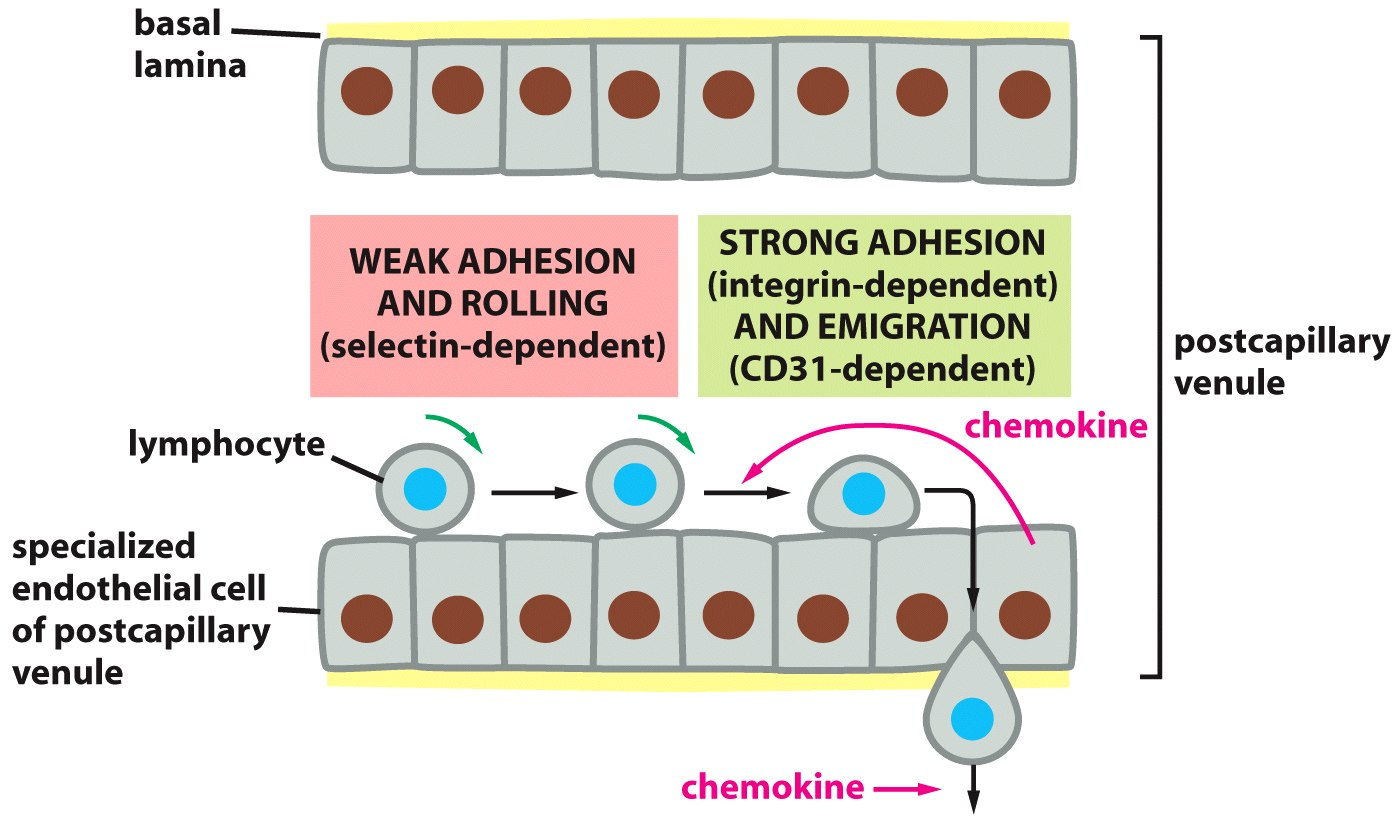 basal
lamina
WEAK ADHESION
AND ROLLING
(selectin-dependent)
STRONG ADHESION
(integrin-dependent)
AND EMIGRATION
(CD31-dependent)
postcapillary
venule
chemokine
lymphocyte
specialized
endothelial cell
of postcapillary
venule
chemokine